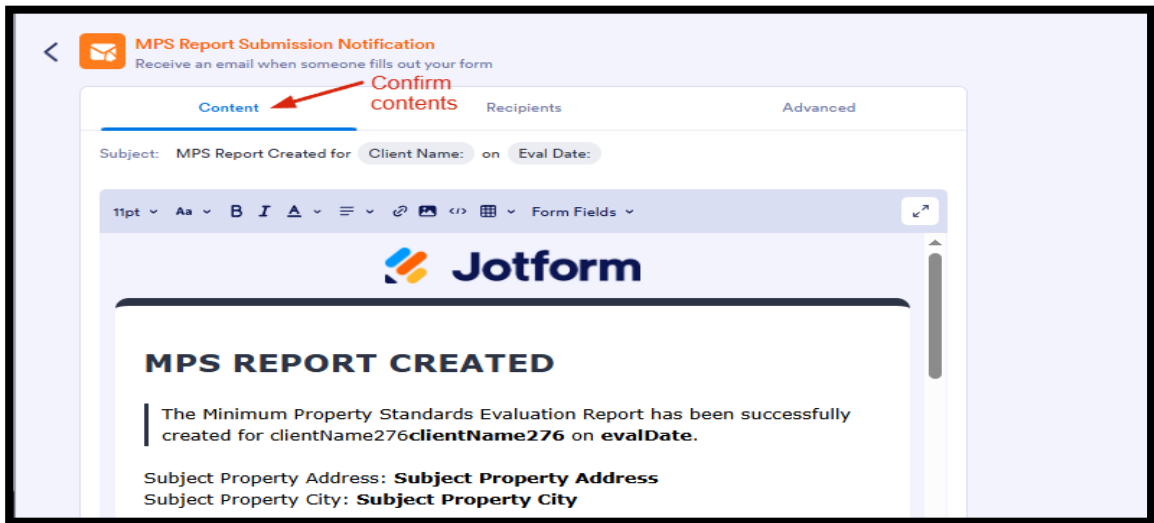 MPS Report Submission Notification
Receive an email when someone fills out your form
Confirm
contents
Content
Recipients
Advanced
Subject: MPS Report Created for Client Name: on Eval Date:
11pt Aa B I A </> Form Fields
Jotform
MPS REPORT CREATED
The Minimum Property Standards Evaluation Report has been successfully
created for clientName276clientName276 on evalDate.
Subject Property Address: Subject Property Address
Subject Property City: Subject Property City